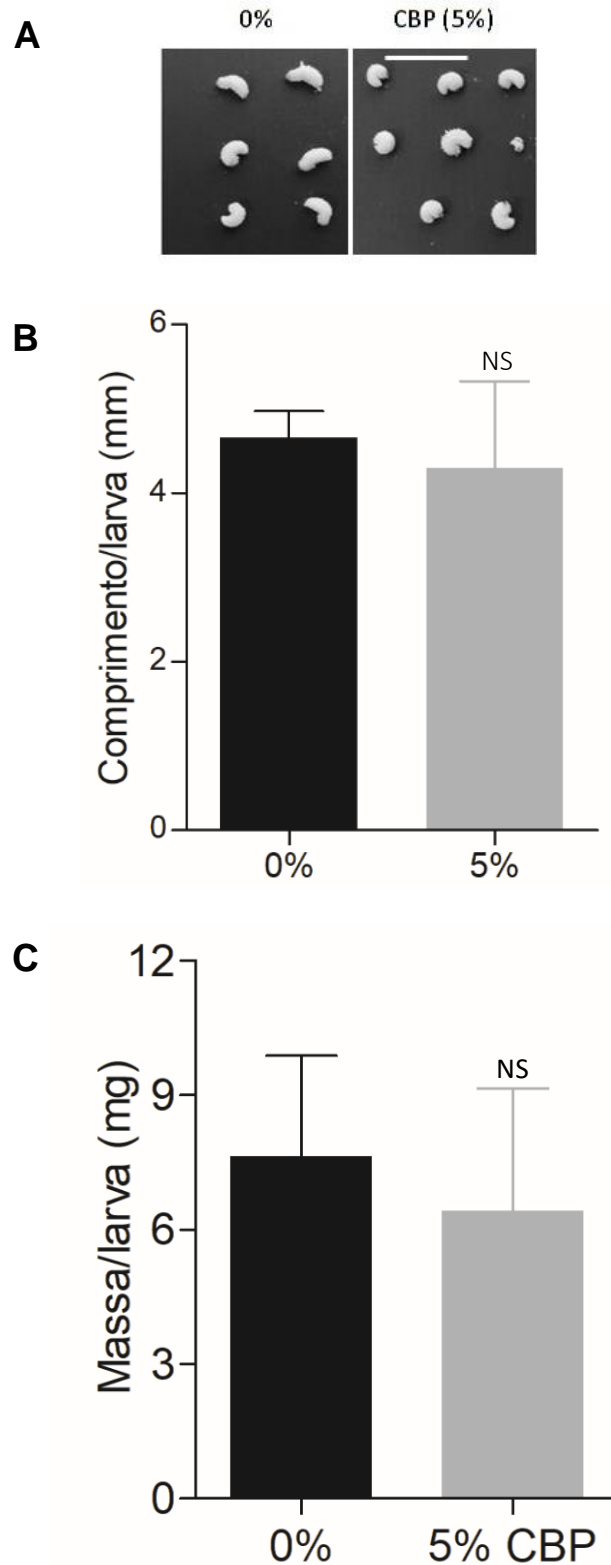 A
0% CBP (5%)
B
Comprimento/larva (mm)
6
4
2
0
NS
0% 5%
C
Massa/larva (mg)
12
9
6
3
0
NS
0% 5% CBP